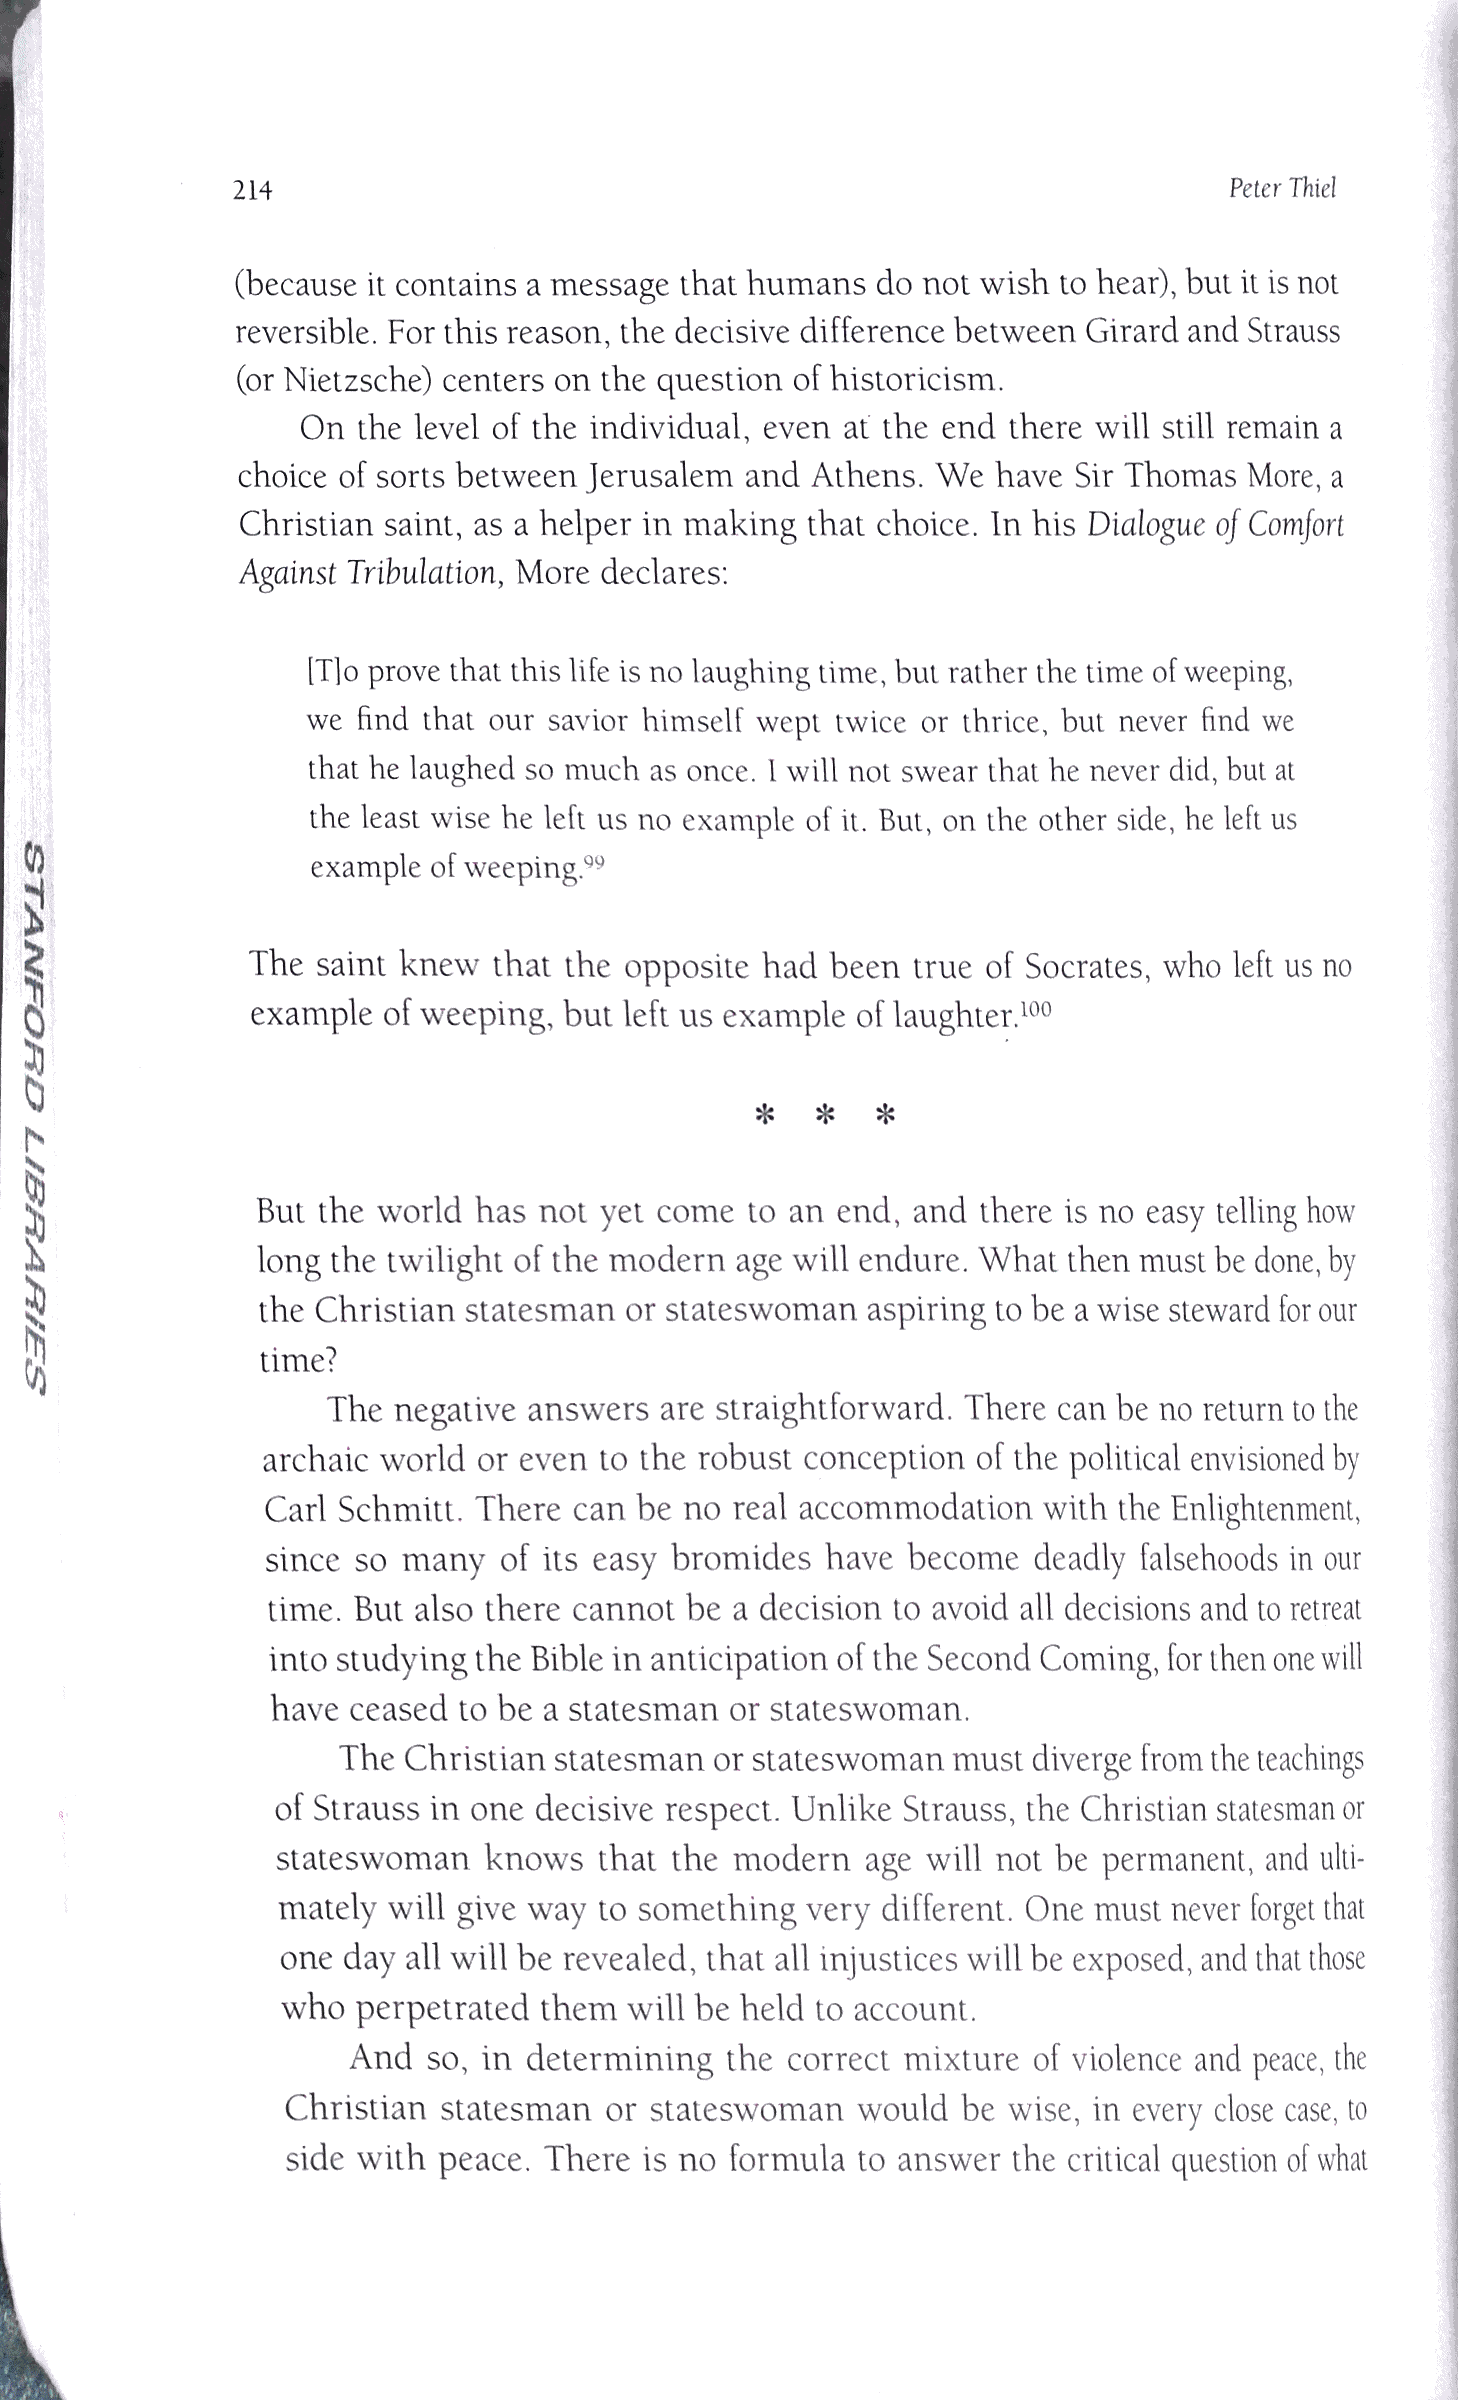 214
Peter Thiel
(because it contains a message that humans do not wish to hear), but it is not
reversible. For this reason, the decisive difference between Girard and Strauss
(or Nietzsche) centers on the question of historicism.
On the level of the individual, even at the end there will still remain a
choice of sorts between Jerusalem and Athens. We have Sir Thomas More, a
Christian saint, as a helper in making that choice. In his Dialogue of Comfort
Against Tribulation, More declares:
[T]o prove that this life is no laughing time, but rather the time of weeping,
we find that our savior himself wept twice or thrice, but never find we
that he laughed so much as once. I will not swear that he never did, but at
the least wise he left us no example of it. But, on the other side, he left us
example of weeping.99
The saint knew that the opposite had been true of Socrates, who left us no
example of weeping, but left us example of laughter.100
* * *
But the world has not yet come to an end, and there is no easy telling how
long the twilight of the modern age will endure. What then must be done, by
the Christian statesman or stateswoman aspiring to be a wise steward for our
time?
The negative answers are straightforward. There can be no return to the
archaic world or even to the robust conception of the political envisioned by
Carl Schmitt. There can be no real accommodation with the Enlightenment,
since so many of its easy bromides have become deadly falsehoods in our
time. But also there cannot be a decision to avoid all decisions and to retreat
into studying the Bible in anticipation of the Second Coming, for then one will
have ceased to be a statesman or stateswoman.
The Christian statesman or stateswoman must diverge from the teachings
of Strauss in one decisive respect. Unlike Strauss, the Christian statesman or
stateswoman knows that the modern age will not be permanent, and ulti-
mately will give way to something very different. One must never forget that
one day all will be revealed, that all injustices will be exposed, and that those
who perpetrated them will be held to account.
And so, in determining the correct mixture of violence and peace, the
Christian statesman or stateswoman would be wise, in every close case, to
side with peace. There is no formula to answer the critical question of what
STANFORD LIBRARIES